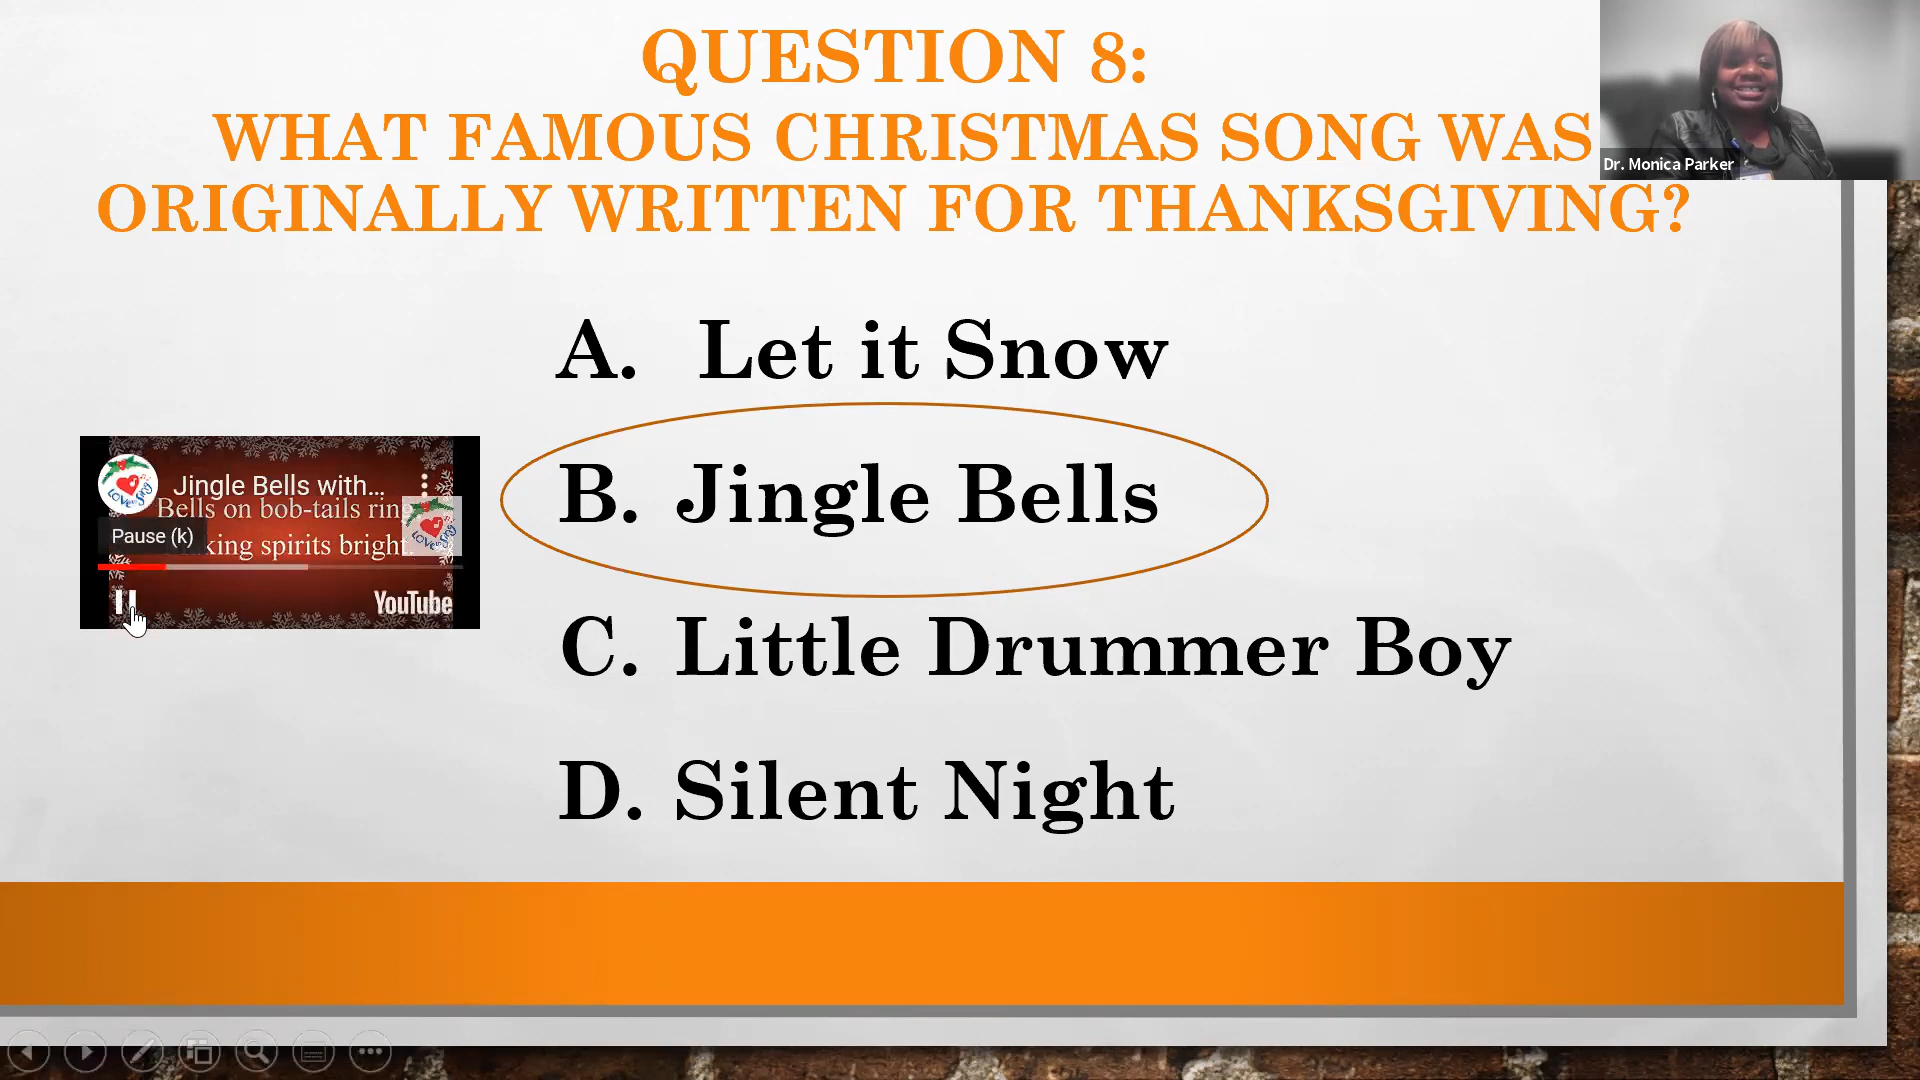 QUESTION 8:
WHAT FAMOUS CHRISTMAS SONG WAS
ORIGINALLY WRITTEN FOR THANKSGIVING?
Dr. Monica Parker
A. Let it Snow
B. Jingle Bells
C. Little Drummer Boy
D. Silent Night
Jingle Bells with...
Bells on bob-tails ring
Pause (k)
king spirits bright.
YouTube